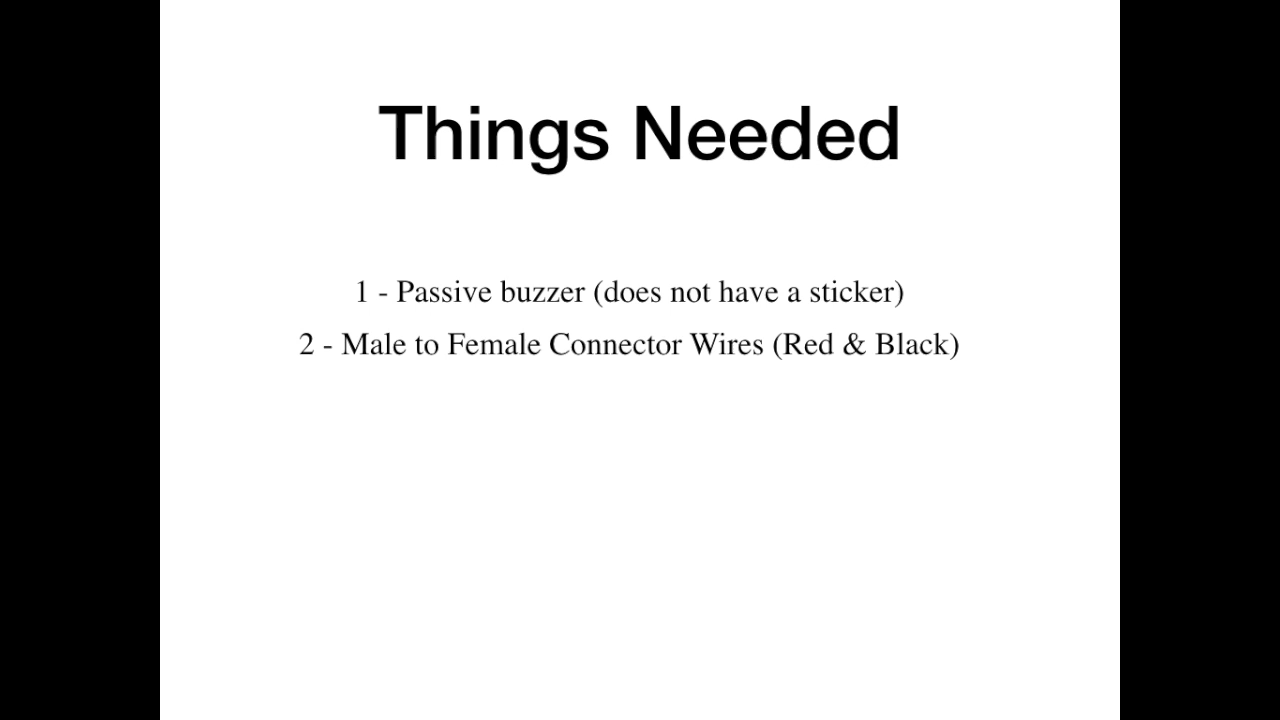 Things Needed
1 - Passive buzzer (does not have a sticker)
2 - Male to Female Connector Wires (Red & Black)